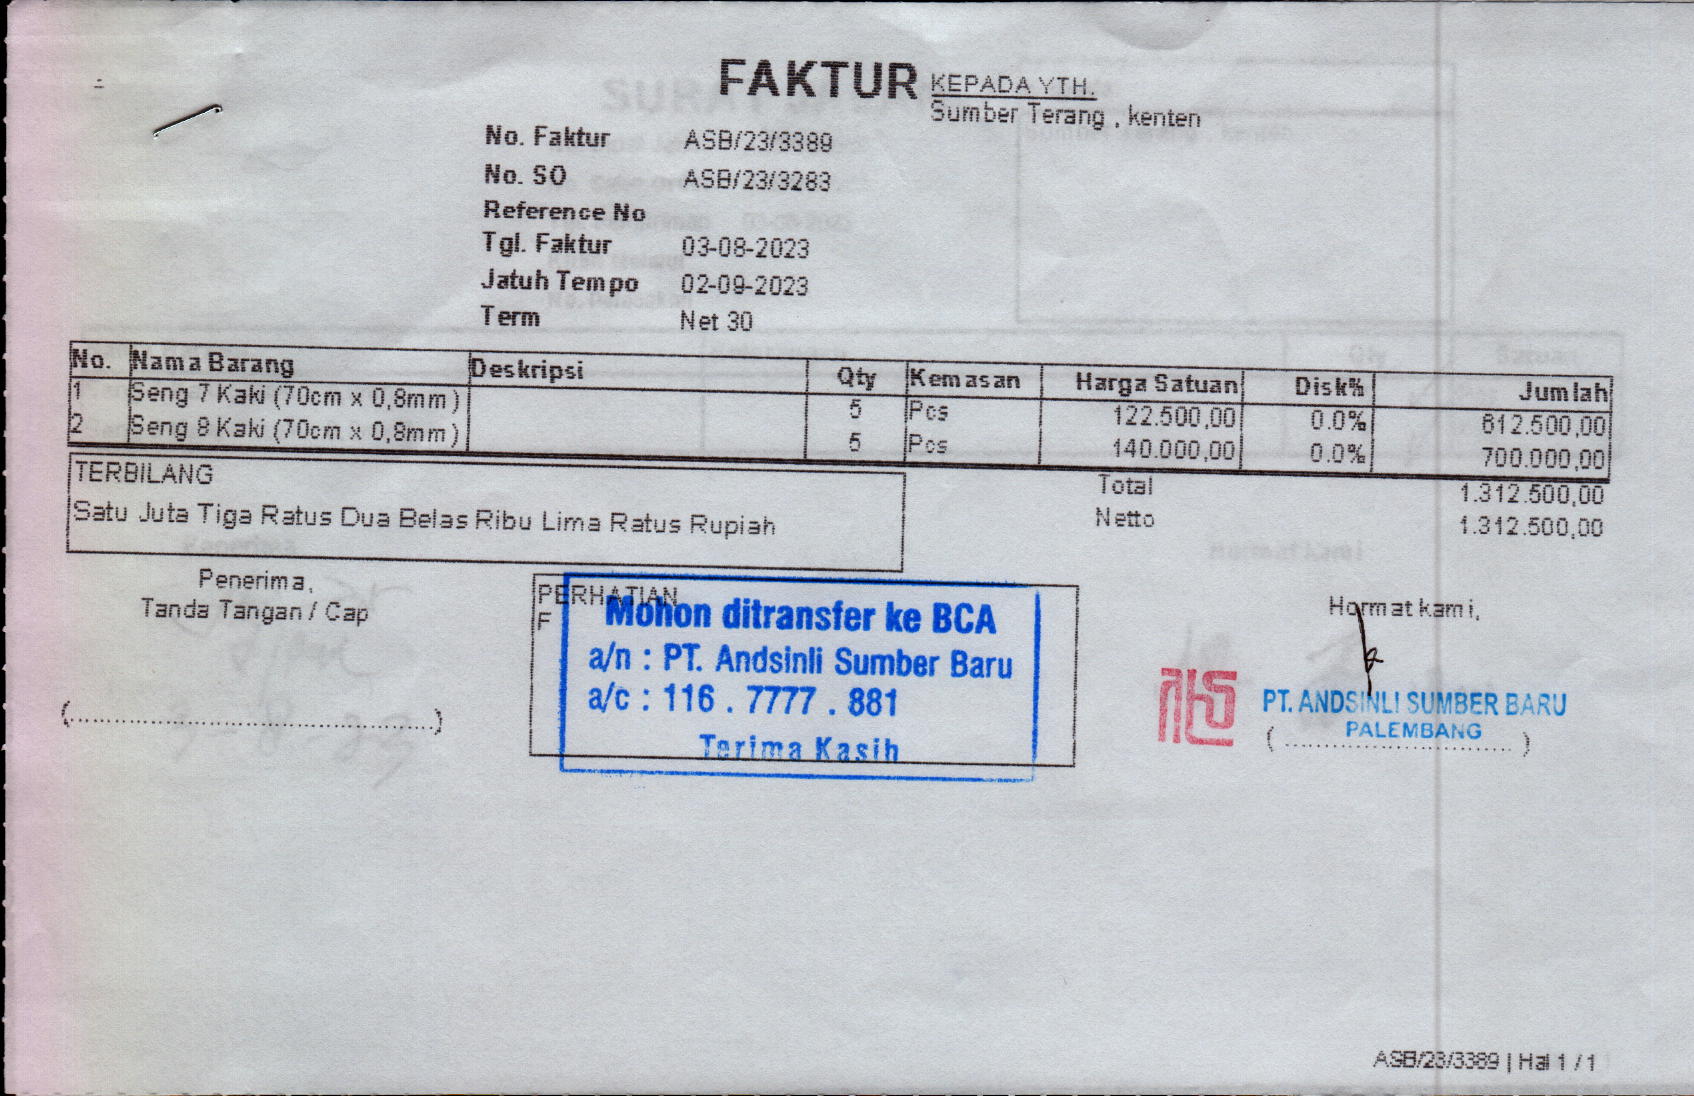 FAKTUR
KEPADA YTH.
Sumber Terang , kenten
No. Faktur ASB/23/3389
No. SO ASB/23/3283
Reference No
Tgl. Faktur 03-08-2023
Jatuh Tempo 02-09-2023
Term Net 30
No. Nama Barang Deskripsi Qty Kemasan Harga Satuan Disk% Jumlah
1 Seng 7 Kaki (70cm x 0,8mm) 5 Pcs 122.500,00 0.0% 612.500,00
2 Seng 8 Kaki (70cm x 0,8mm) 5 Pcs 140.000,00 0.0% 700.000,00
TERBILANG
Satu Juta Tiga Ratus Dua Belas Ribu Lima Ratus Rupiah
Total 1.312.500,00
Netto 1.312.500,00
Penerima,
Tanda Tangan / Cap
(........................................................)
PERHATIAN
F
Mohon ditransfer ke BCA
a/n : PT. Andsinli Sumber Baru
a/c : 116 . 7777 . 881
Terima Kasih
Hormat kami,
PT. ANDSINLI SUMBER BARU
PALEMBANG
( .................................... )
ASB/23/3389 | Hal 1 / 1